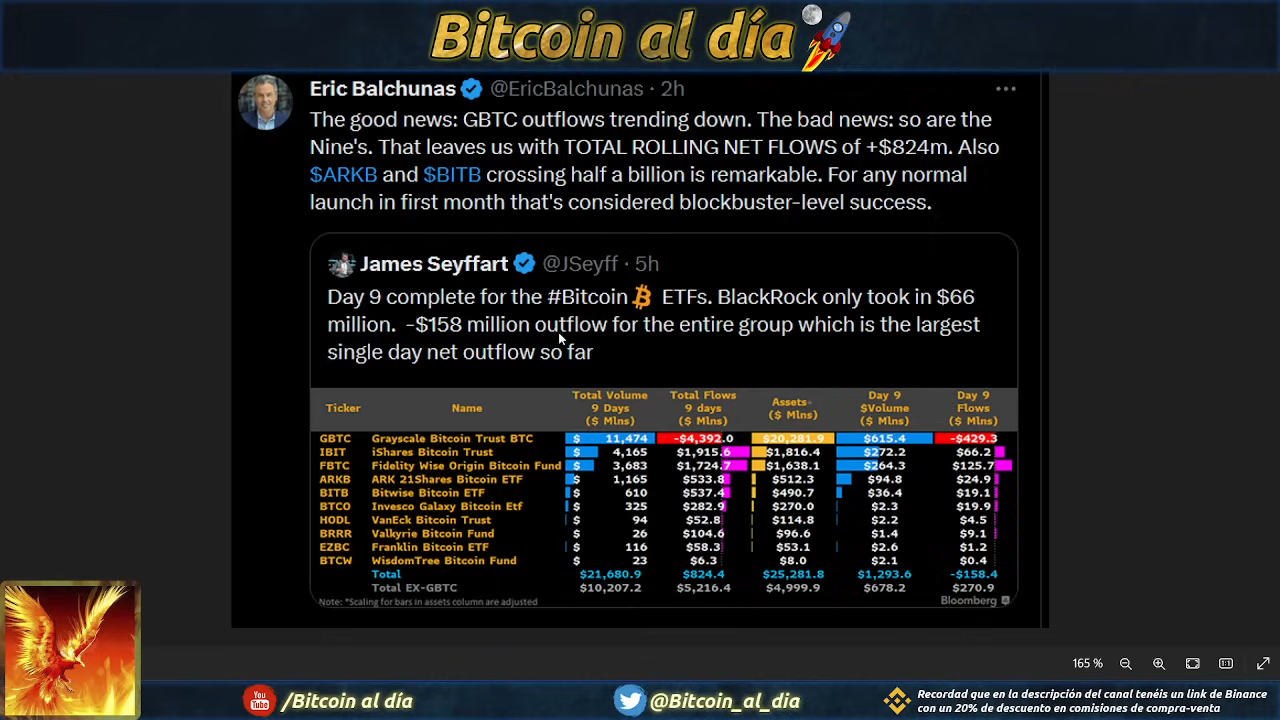 Bitcoin al día
Eric Balchunas @EricBalchunas · 2h
The good news: GBTC outflows trending down. The bad news: so are the
Nine's. That leaves us with TOTAL ROLLING NET FLOWS of +$824m. Also
$ARKB and $BITB crossing half a billion is remarkable. For any normal
launch in first month that's considered blockbuster-level success.
James Seyffart @JSeyff · 5h
Day 9 complete for the #Bitcoin ETFs. BlackRock only took in $66
million. -$158 million outflow for the entire group which is the largest
single day net outflow so far
Ticker Name Total Volume 9 Days ($ Mlns) Total Flows 9 days ($ Mlns) Assets* ($ Mlns) Day 9 $Volume ($ Mlns) Day 9 Flows ($ Mlns)
GBTC Grayscale Bitcoin Trust BTC $ 11,474 -$4,392.0 $20,281.9 $615.4 -$429.3
IBIT iShares Bitcoin Trust $ 4,165 $1,915.6 $1,816.4 $272.2 $66.2
FBTC Fidelity Wise Origin Bitcoin Fund $ 3,683 $1,724.7 $1,638.1 $264.3 $125.7
ARKB ARK 21Shares Bitcoin ETF $ 1,165 $533.8 $512.3 $94.8 $24.9
BITB Bitwise Bitcoin ETF $ 610 $537.4 $490.7 $36.4 $19.1
BTCO Invesco Galaxy Bitcoin Etf $ 325 $282.9 $270.0 $2.3 $19.9
HODL VanEck Bitcoin Trust $ 94 $52.8 $114.8 $2.2 $4.5
BRRR Valkyrie Bitcoin Fund $ 26 $104.6 $96.6 $1.4 $9.1
EZBC Franklin Bitcoin ETF $ 116 $58.3 $53.1 $2.6 $1.2
BTCW WisdomTree Bitcoin Fund $ 23 $6.3 $8.0 $2.1 $0.4
Total $21,680.9 $824.4 $25,281.8 $1,293.6 -$158.4
Total EX-GBTC $10,207.2 $5,216.4 $4,999.9 $678.2 $270.9
Note: *Scaling for bars in assets column are adjusted Bloomberg
165 %
You Tube /Bitcoin al día @Bitcoin_al_dia
Recordad que en la descripción del canal tenéis un link de Binance
con un 20% de descuento en comisiones de compra-venta